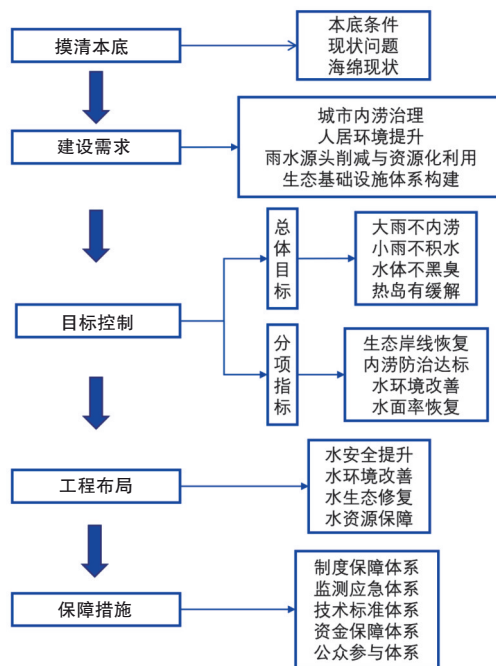 摸清本底
本底条件
现状问题
海绵现状
建设需求
城市内涝治理
人居环境提升
雨水源头削减与资源化利用
生态基础设施体系构建
目标控制
总体目标
大雨不内涝
小雨不积水
水体不黑臭
热岛有缓解
分项指标
生态岸线恢复
内涝防治达标
水环境改善
水面率恢复
工程布局
水安全提升
水环境改善
水生态修复
水资源保障
保障措施
制度保障体系
监测应急体系
技术标准体系
资金保障体系
公众参与体系